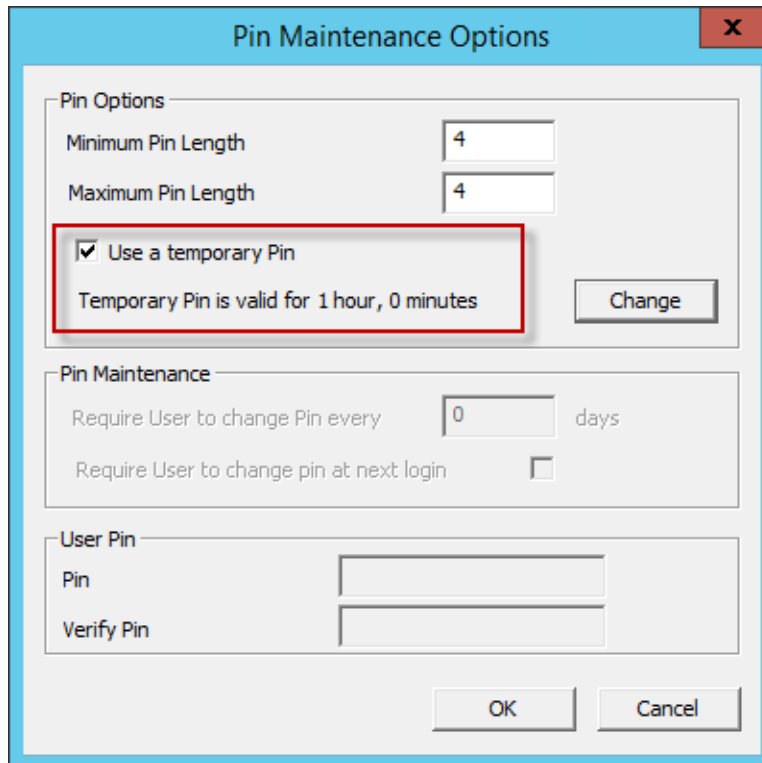 Pin Maintenance Options
x
Pin Options
Minimum Pin Length 4
Maximum Pin Length 4
Use a temporary Pin
Temporary Pin is valid for 1 hour, 0 minutes Change
Pin Maintenance
Require User to change Pin every 0 days
Require User to change pin at next login
User Pin
Pin
Verify Pin
OK Cancel